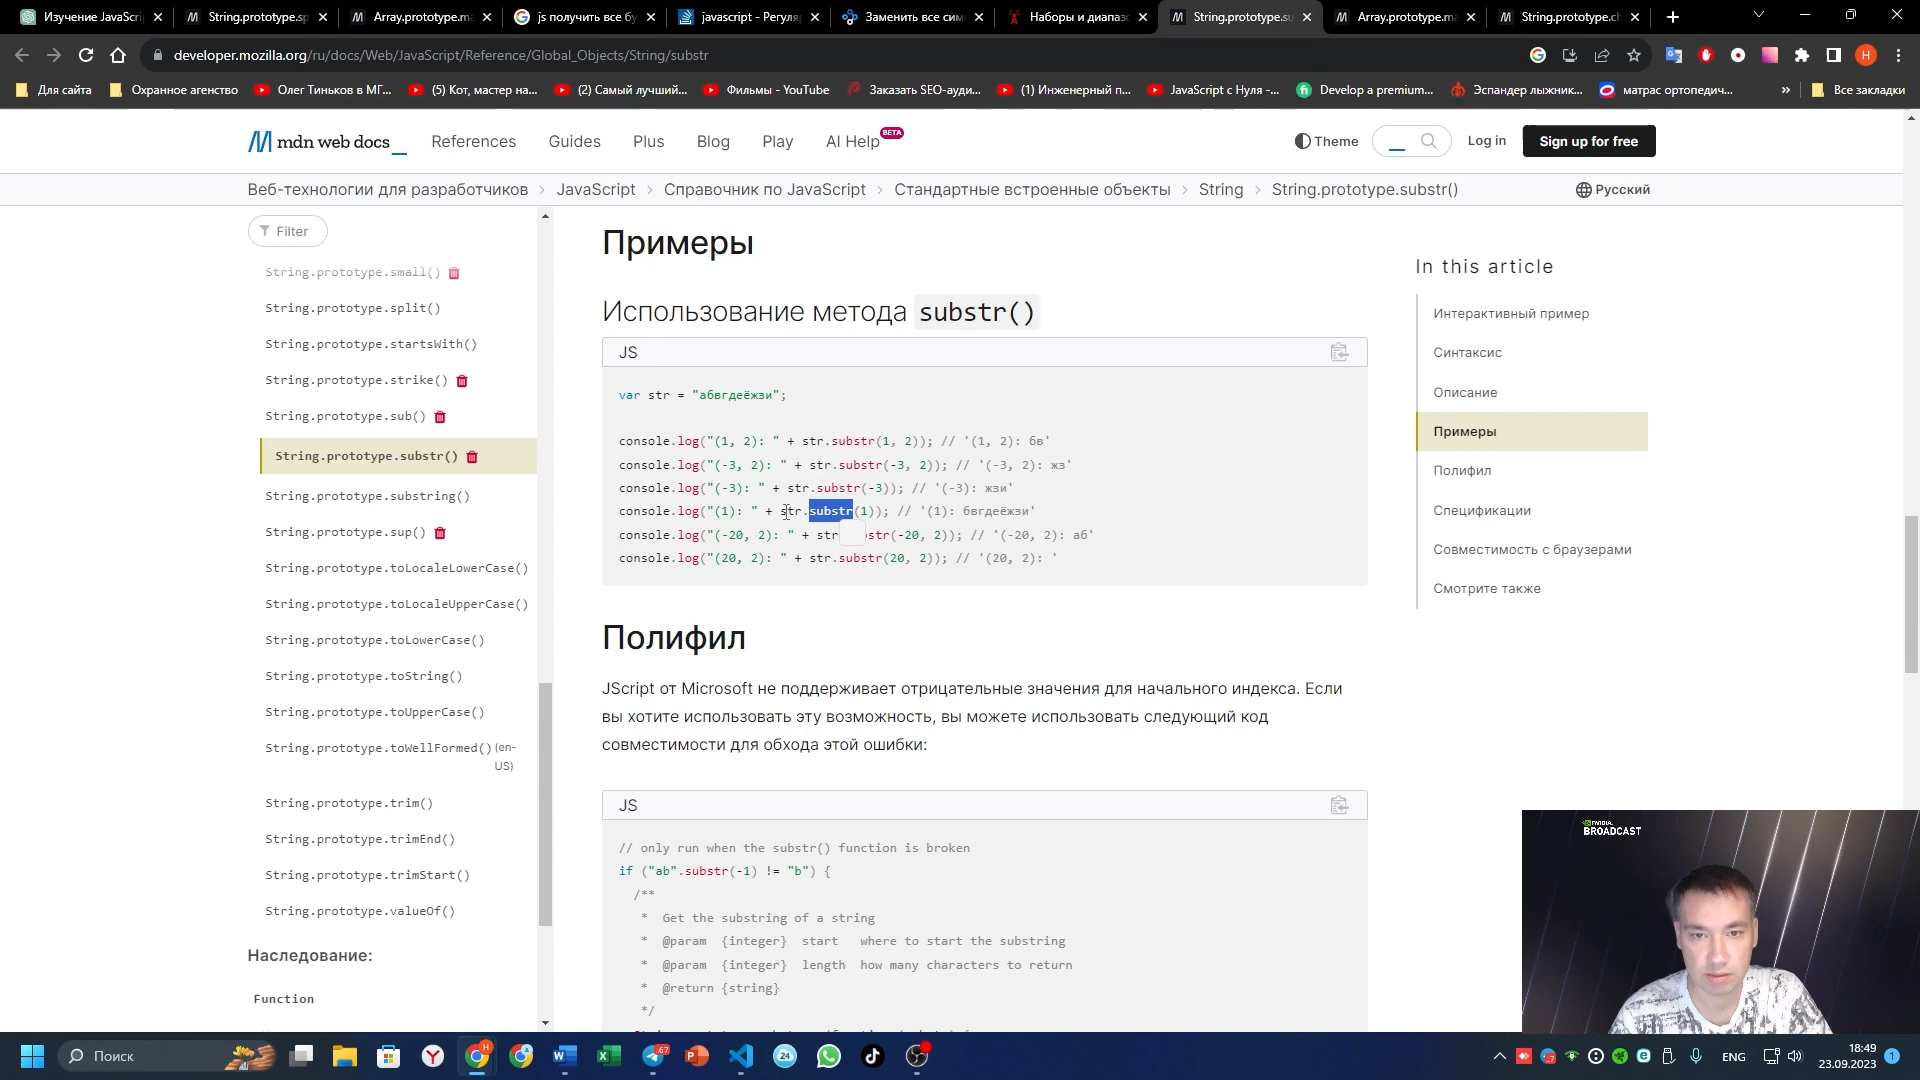 Изучение JavaScri
String.prototype.sp
Array.prototype.ma
js получить все бу
javascript - Регуля
Заменить все сим
Наборы и диапаз
String.prototype.su
Array.prototype.ma
String.prototype.ch
developer.mozilla.org/ru/docs/Web/JavaScript/Reference/Global_Objects/String/substr
H
Для сайта
Охранное агенство
Олег Тиньков в МГ...
(5) Кот, мастер на...
(2) Самый лучший...
Фильмы - YouTube
Заказать SEO-ауди...
(1) Инженерный п...
JavaScript с Нуля -...
Develop a premium...
Эспандер лыжник...
матрас ортопедич...
»
Все закладки
mdn web docs_
References
Guides
Plus
Blog
Play
AI Help BETA
Theme
Log in
Sign up for free
Веб-технологии для разработчиков
JavaScript
Справочник по JavaScript
Стандартные встроенные объекты
String
String.prototype.substr()
Русский
Filter
String.prototype.small()
String.prototype.split()
String.prototype.startsWith()
String.prototype.strike()
String.prototype.sub()
String.prototype.substr()
String.prototype.substring()
String.prototype.sup()
String.prototype.toLocaleLowerCase()
String.prototype.toLocaleUpperCase()
String.prototype.toLowerCase()
String.prototype.toString()
String.prototype.toUpperCase()
String.prototype.toWellFormed() (en-
US)
String.prototype.trim()
String.prototype.trimEnd()
String.prototype.trimStart()
String.prototype.valueOf()
Наследование:
Function
Примеры
Использование метода substr()
JS
var str = "абвгдеёжзи";
console.log("(1, 2): " + str.substr(1, 2)); // '(1, 2): бв'
console.log("(-3, 2): " + str.substr(-3, 2)); // '(-3, 2): жз'
console.log("(-3): " + str.substr(-3)); // '(-3): жзи'
console.log("(1): " + str.substr(1)); // '(1): бвгдеёжзи'
console.log("(-20, 2): " + str str(-20, 2)); // '(-20, 2): аб'
console.log("(20, 2): " + str.substr(20, 2)); // '(20, 2): '
Полифил
JScript от Microsoft не поддерживает отрицательные значения для начального индекса. Если
вы хотите использовать эту возможность, вы можете использовать следующий код
совместимости для обхода этой ошибки:
JS
// only run when the substr() function is broken
if ("ab".substr(-1) != "b") {
/**
* Get the substring of a string
* @param {integer} start where to start the substring
* @param {integer} length how many characters to return
* @return {string}
*/
In this article
Интерактивный пример
Синтаксис
Описание
Примеры
Полифил
Спецификации
Совместимость с браузерами
Смотрите также
NVIDIA.
BROADCAST
Поиск
67
24
ENG
18:49
23.09.2023
1